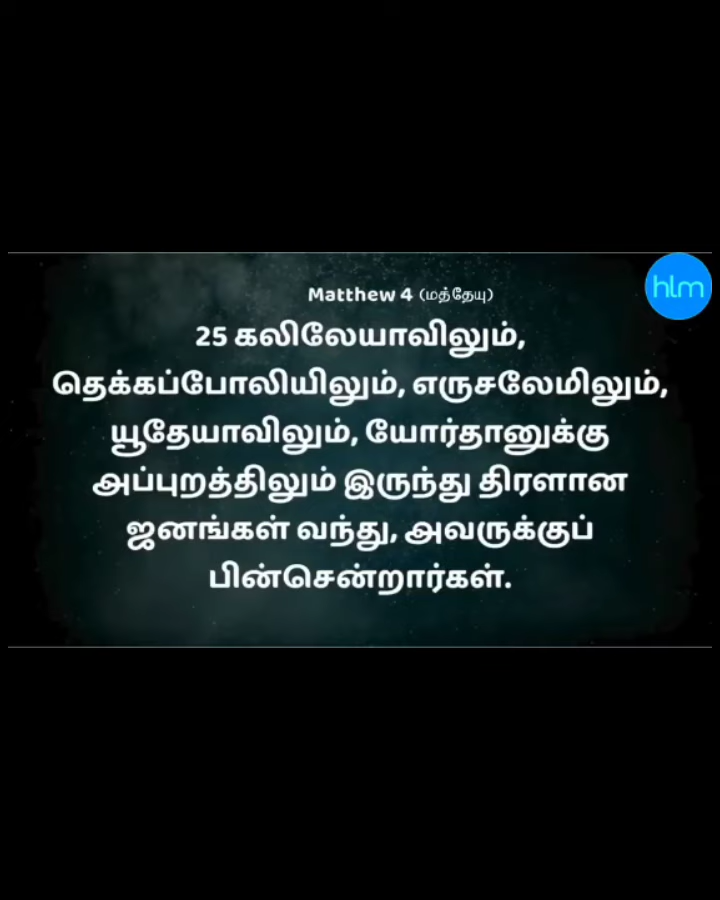 Matthew 4 (மத்தேயு)
hlm
25 கலிலேயாவிலும்,
தெக்கப்போலியிலும், எருசலேமிலும்,
யூதேயாவிலும், யோர்தானுக்கு
அப்புறத்திலும் இருந்து திரளான
ஜனங்கள் வந்து, அவருக்குப்
பின்சென்றார்கள்.